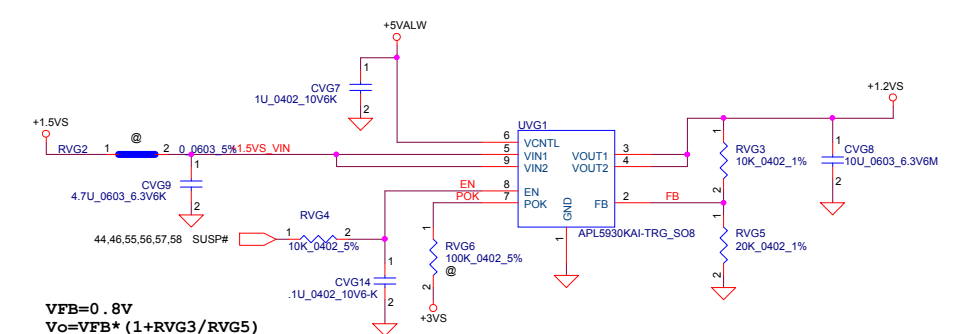 +5VALW
1
CVG7
1U_0402_10V6K
2
+1.2VS
+1.5VS
@
RVG2 1 2 0_0603_5% +1.5VS_VIN
UVG1
6 VCNTL
5 VIN1 VOUT1 3
9 VIN2 VOUT2 4
EN 8 EN
POK 7 POK FB 2 FB
GND
1
APL5930KAI-TRG_SO8
1
RVG3
10K_0402_1%
2
1
CVG8
10U_0603_6.3V6M
2
1
CVG9
4.7U_0603_6.3V6K
2
RVG4
44,46,55,56,57,58 SUSP# 1 2
10K_0402_5%
1
RVG6
100K_0402_5%
@
2
+3VS
1
RVG5
20K_0402_1%
2
1
CVG14
.1U_0402_10V6-K
2
VFB=0.8V
Vo=VFB*(1+RVG3/RVG5)